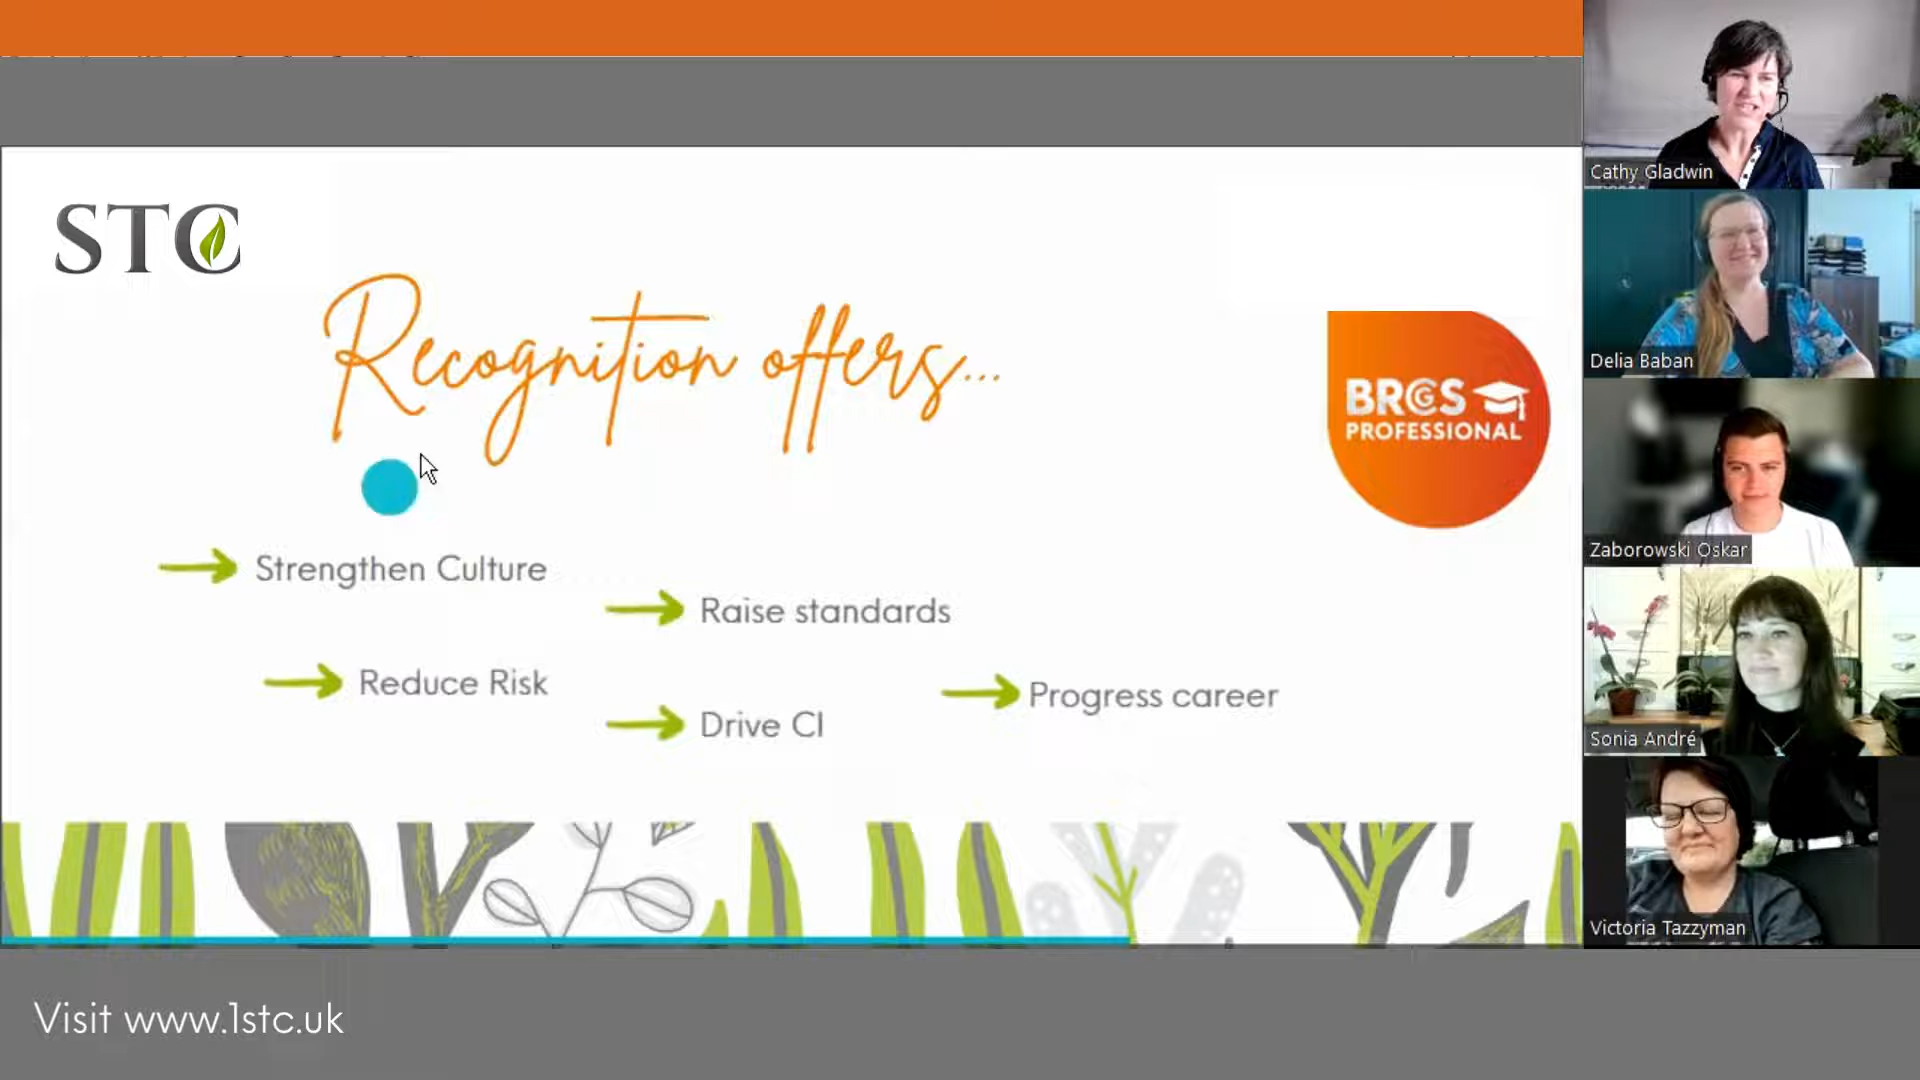 STC
Recognition offers...
BRCGS
PROFESSIONAL
Strengthen Culture
Raise standards
Reduce Risk
Progress career
Drive CI
Visit www.1stc.uk
Cathy Gladwin
Delia Baban
Zaborowski Oskar
Sonia André
Victoria Tazzyman